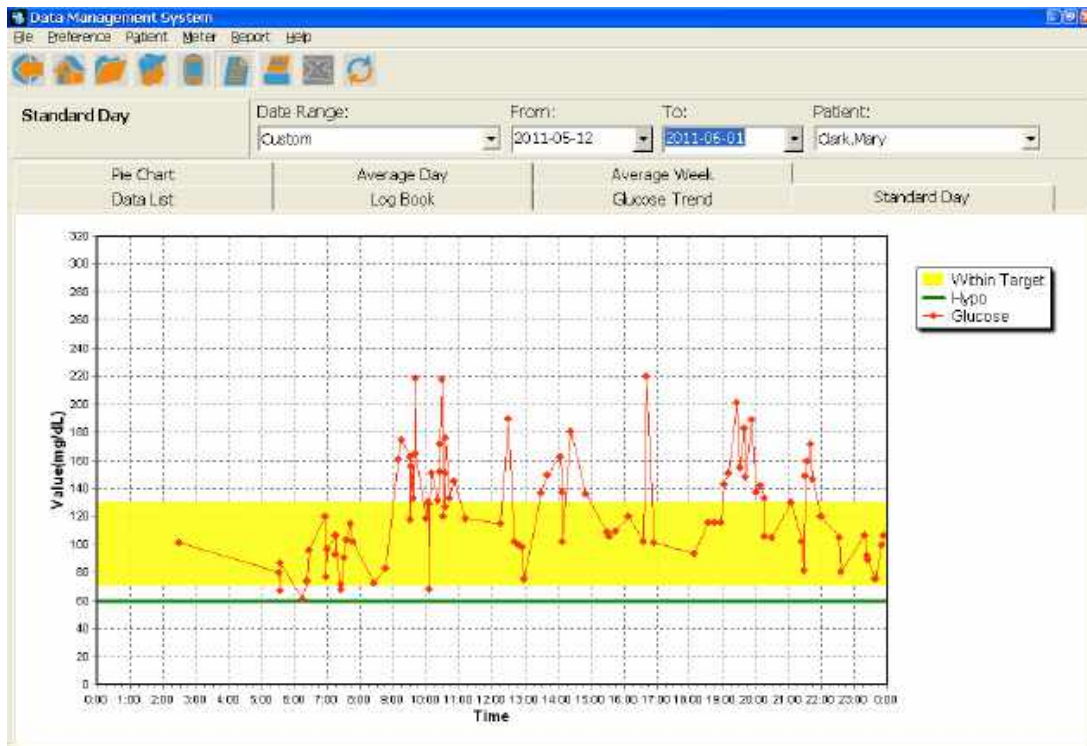 Data Management System
File Preference Patient Meter Report Help
Standard Day
Date Range: From: To: Patient:
Custom 2011-05-12 2011-06-01 Clark,Mary
Pie Chart Average Day Average Week
Data List Log Book Glucose Trend Standard Day
320
300
280
260
240
220
200
180
160
140
120
100
80
60
40
20
0
Value(mg/dL)
0:00 1:00 2:00 3:00 4:00 5:00 6:00 7:00 8:00 9:00 10:00 11:00 12:00 13:00 14:00 15:00 16:00 17:00 18:00 19:00 20:00 21:00 22:00 23:00 0:00
Time
Within Target
Hypo
Glucose